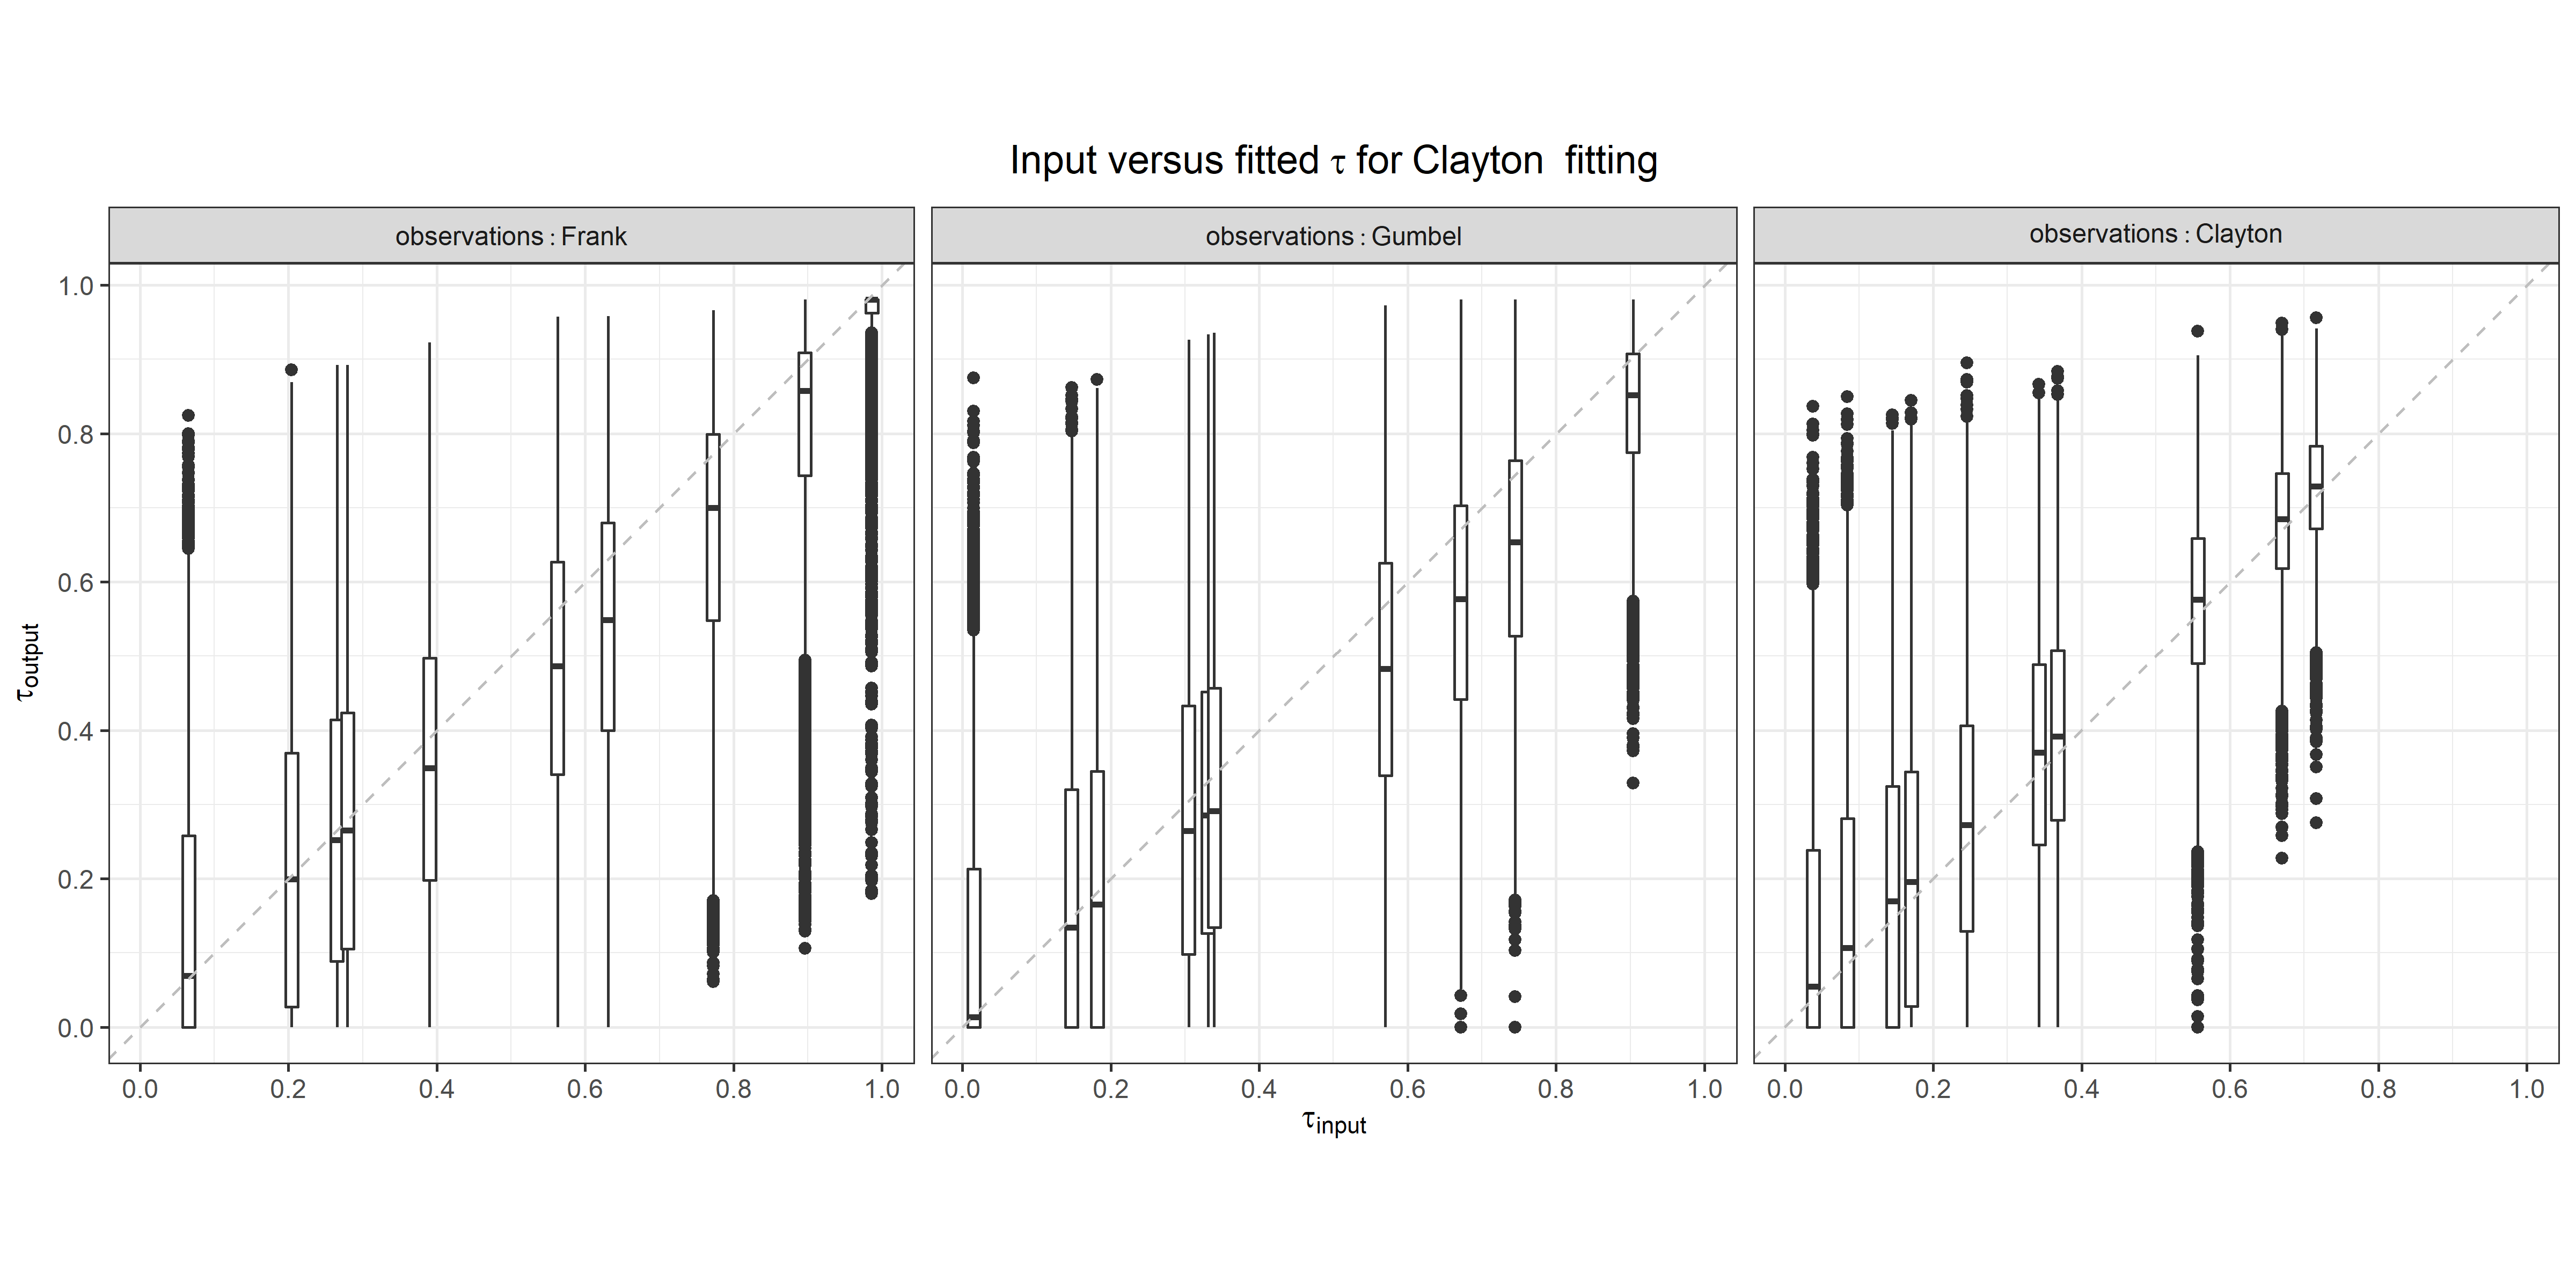 Input versus fitted τ for Clayton  fitting
observations : Frank
observations : Gumbel
observations : Clayton
1.0
0.8
0.6
0.4
0.2
0.0
τoutput
0.0 0.2 0.4 0.6 0.8 1.0
0.0 0.2 0.4 0.6 0.8 1.0
0.0 0.2 0.4 0.6 0.8 1.0
τinput